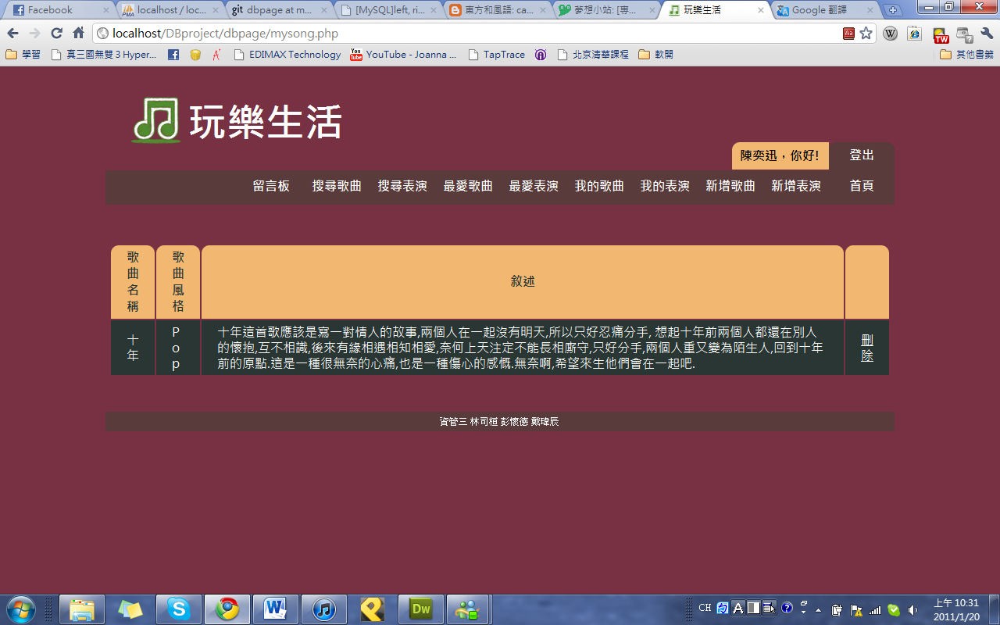 Facebook
localhost / loc...
git dbpage at m...
[MySQL]left, ri...
東方和風語: ca...
夢想小站: [專...
玩樂生活
Google 翻譯
localhost/DBproject/dbpage/mysong.php
學習
真三國無雙 3 Hyper...
EDIMAX Technology
YouTube - Joanna ...
TapTrace
北京清華課程
軟開
其他書籤
玩樂生活
陳奕迅，你好!
登出
留言板 搜尋歌曲 搜尋表演 最愛歌曲 最愛表演 我的歌曲 我的表演 新增歌曲 新增表演 首頁
歌曲名稱
歌曲風格
敘述
十年
Pop
十年這首歌應該是寫一對情人的故事,兩個人在一起沒有明天,所以只好忍痛分手, 想起十年前兩個人都還在別人
的懷抱,互不相識,後來有緣相遇相知相愛,奈何上天注定不能長相廝守,只好分手,兩個人重又變為陌生人,回到十年
前的原點.這是一種很無奈的心痛,也是一種傷心的感慨.無奈啊,希望來生他們會在一起吧.
刪除
資管三 林司桓 彭懷德 戴瑋辰
CH
上午 10:31
2011/1/20